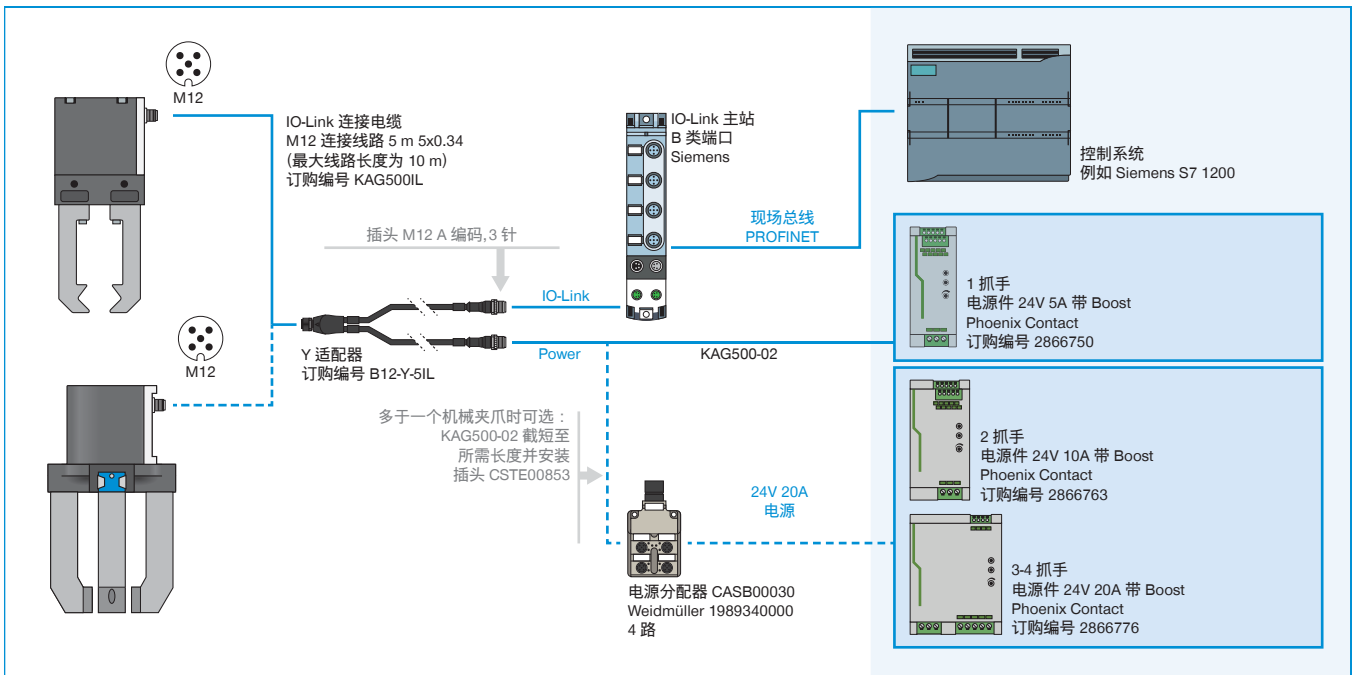 M12
IO-Link 连接电缆
M12 连接线路 5 m 5x0.34
(最大线路长度为 10 m)
订购编号 KAG500IL
IO-Link 主站
B 类端口
Siemens
控制系统
例如 Siemens S7 1200
插头 M12 A 编码,3 针
现场总线
PROFINET
IO-Link
1 抓手
电源件 24V 5A 带 Boost
Phoenix Contact
订购编号 2866750
M12
Y 适配器
订购编号 B12-Y-5IL
Power
KAG500-02
多于一个机械夹爪时可选：
KAG500-02 截短至
所需长度并安装
插头 CSTE00853
2 抓手
电源件 24V 10A 带 Boost
Phoenix Contact
订购编号 2866763
24V 20A
电源
电源分配器 CASB00030
Weidmüller 1989340000
4 路
3-4 抓手
电源件 24V 20A 带 Boost
Phoenix Contact
订购编号 2866776